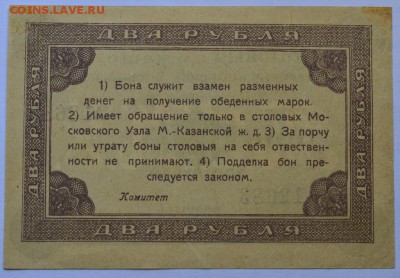 coins.lave.ru
ДВА РУБЛЯ
ДВА РУБЛЯ
ДВА РУБЛЯ
1) Бона служит взамен разменных
денег на получение обеденных марок.
2) Имеет обращение только в столовых Мо-
сковского Узла М.-Казанской ж. д. 3) За порчу
или утрату боны столовыя на себя отвествен-
ности не принимают. 4) Подделка бон пре-
следуется законом.
Комитет
ДВА РУБЛЯ